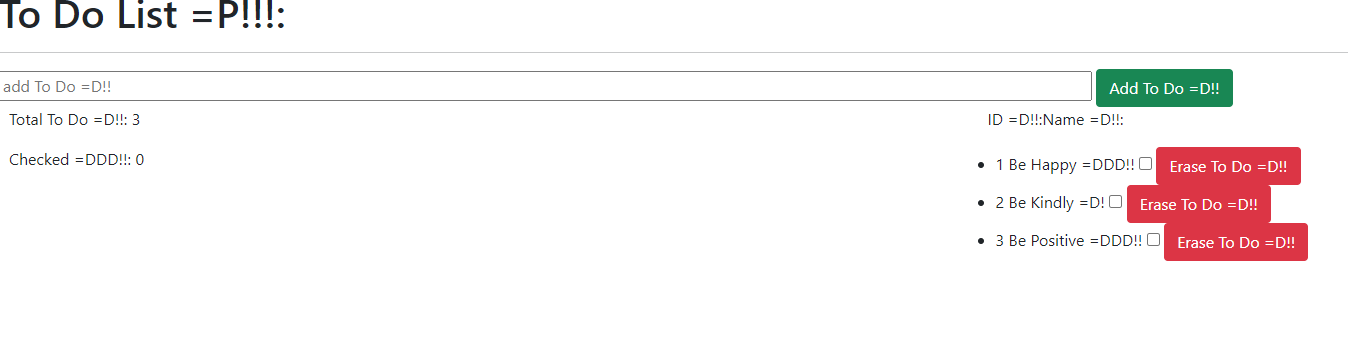 To Do List =P!!!:
add To Do =D!! Add To Do =D!!
Total To Do =D!!: 3
Checked =DDD!!: 0
ID =D!!:Name =D!!:
1 Be Happy =DDD!! Erase To Do =D!!
2 Be Kindly =D! Erase To Do =D!!
3 Be Positive =DDD!! Erase To Do =D!!